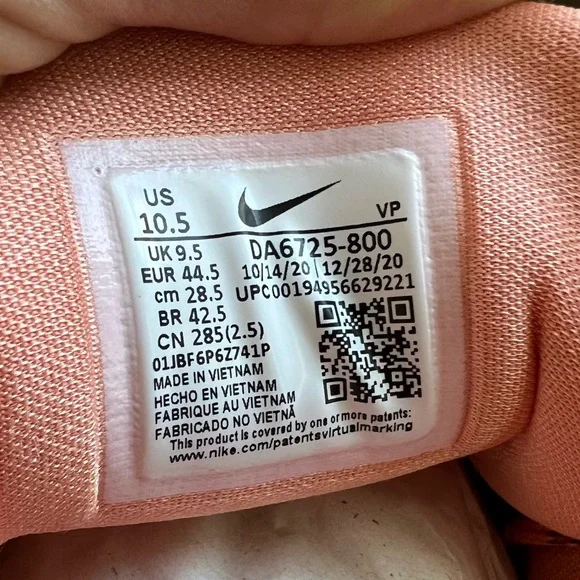 US
10.5
VP
UK 9.5
DA6725-800
EUR 44.5
10/14/20 | 12/28/20
cm 28.5
UPC00194956629221
BR 42.5
CN 285(2.5)
01JBF6P6Z741P
MADE IN VIETNAM
HECHO EN VIETNAM
FABRIQUE AU VIETNAM
FABRICADO NO VIETNÃ
This product is covered by one or more patents:
www.nike.com/patentsvirtualmarking